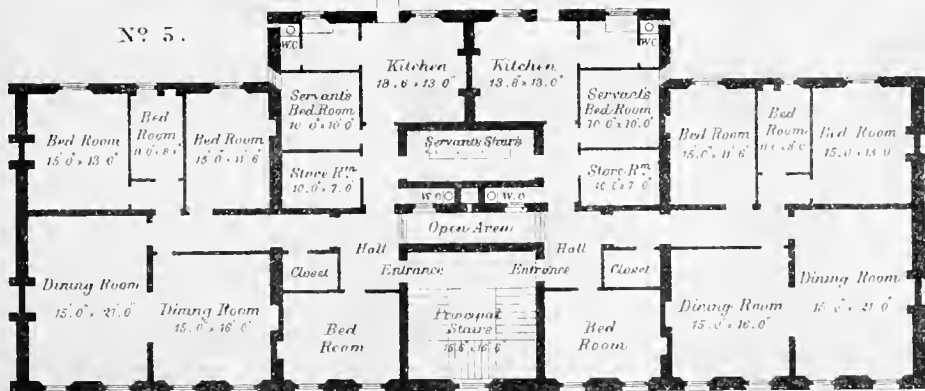 Nº 5.
W.C
W.C
Kitchen
13.6 × 13.0"
Kitchen
13.6 × 13.0"
Servant's
Bed Room
10.0 × 10.0"
Servant's
Bed Room
10.0 × 10.0"
Bed Room
15.0 × 13.0"
Bed
Room
Bed Room
15.0" × 11.6
Bed Room
15.0" × 11.6
Bed
Room
Bed Room
15.0 × 13.0
Servants Stairs
Store Rm
10.0" × 7.0"
Store Rm
10.0" × 7.0"
W.C
W.C
Open Area
Hall
Hall
Entrance
Entrance
Closet
Closet
Dining Room
15.0" × 21.0"
Dining Room
15.0" × 16.0"
Dining Room
15.0" × 16.0"
Dining Room
21.0"
Bed
Room
Principal
Stairs
16.6" × 16.6"
Bed
Room